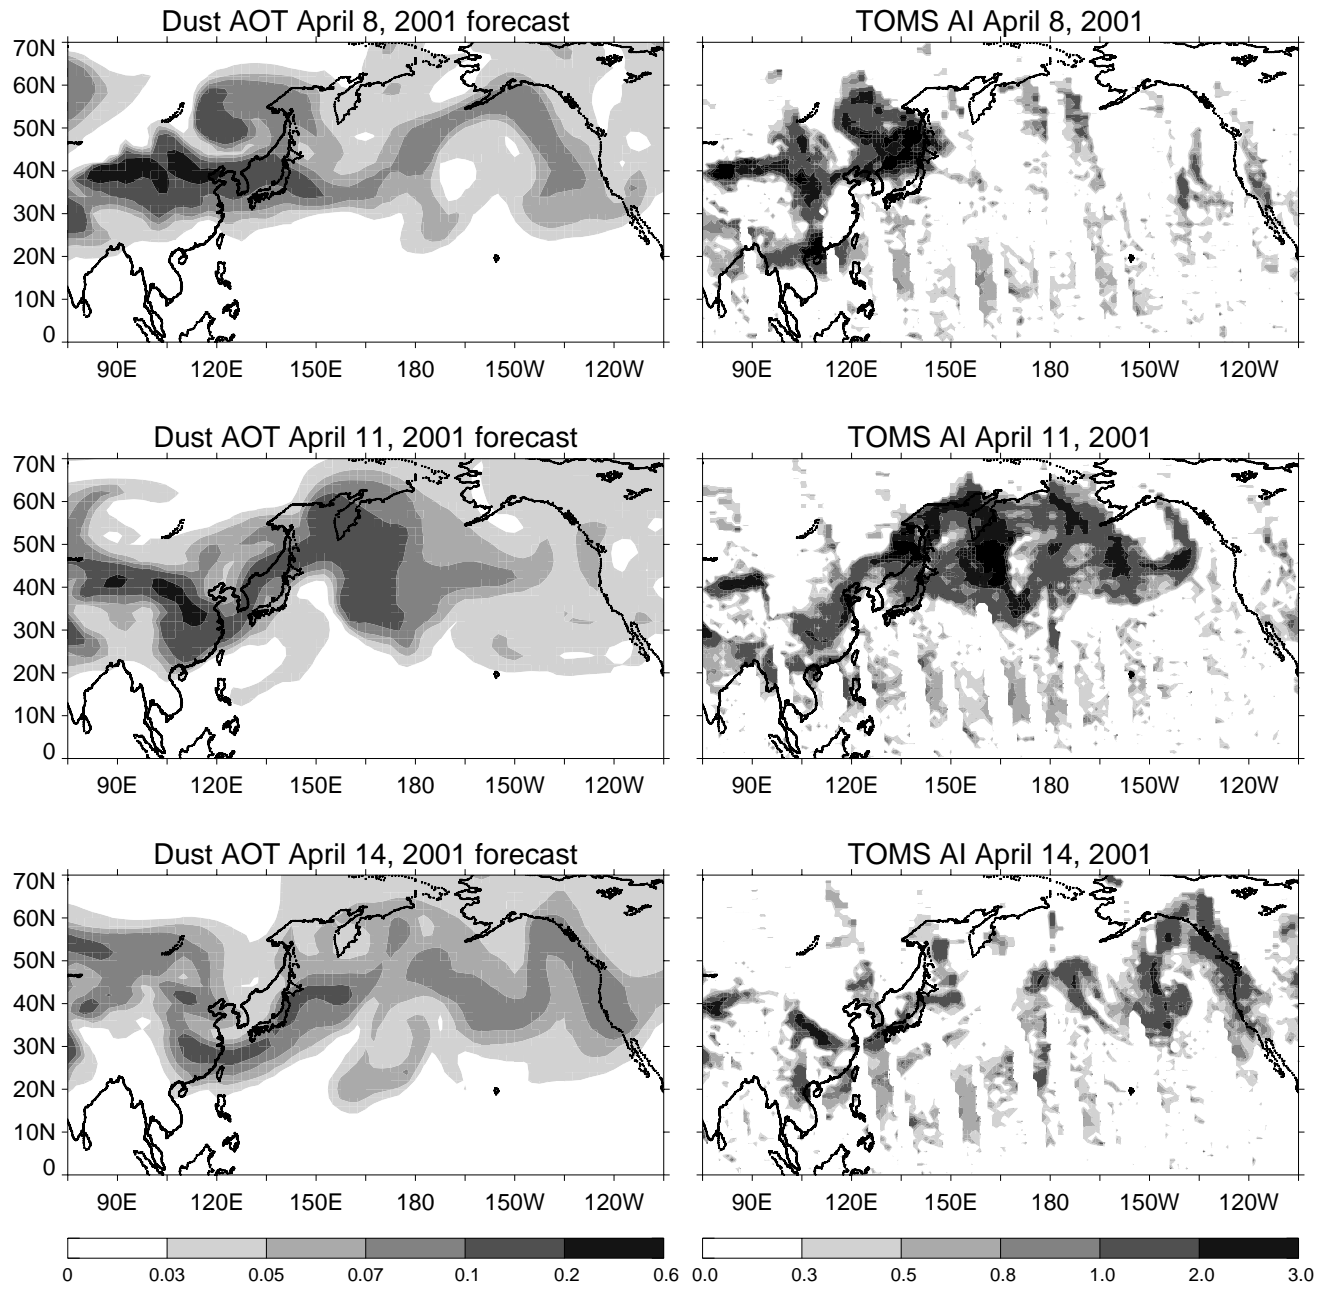 Dust AOT April 8, 2001 forecast
70N
60N
50N
40N
30N
20N
10N
0
90E 120E 150E 180 150W 120W
TOMS AI April 8, 2001
90E 120E 150E 180 150W 120W
Dust AOT April 11, 2001 forecast
70N
60N
50N
40N
30N
20N
10N
0
90E 120E 150E 180 150W 120W
TOMS AI April 11, 2001
90E 120E 150E 180 150W 120W
Dust AOT April 14, 2001 forecast
70N
60N
50N
40N
30N
20N
10N
0
90E 120E 150E 180 150W 120W
TOMS AI April 14, 2001
90E 120E 150E 180 150W 120W
0 0.03 0.05 0.07 0.1 0.2 0.6
0.0 0.3 0.5 0.8 1.0 2.0 3.0